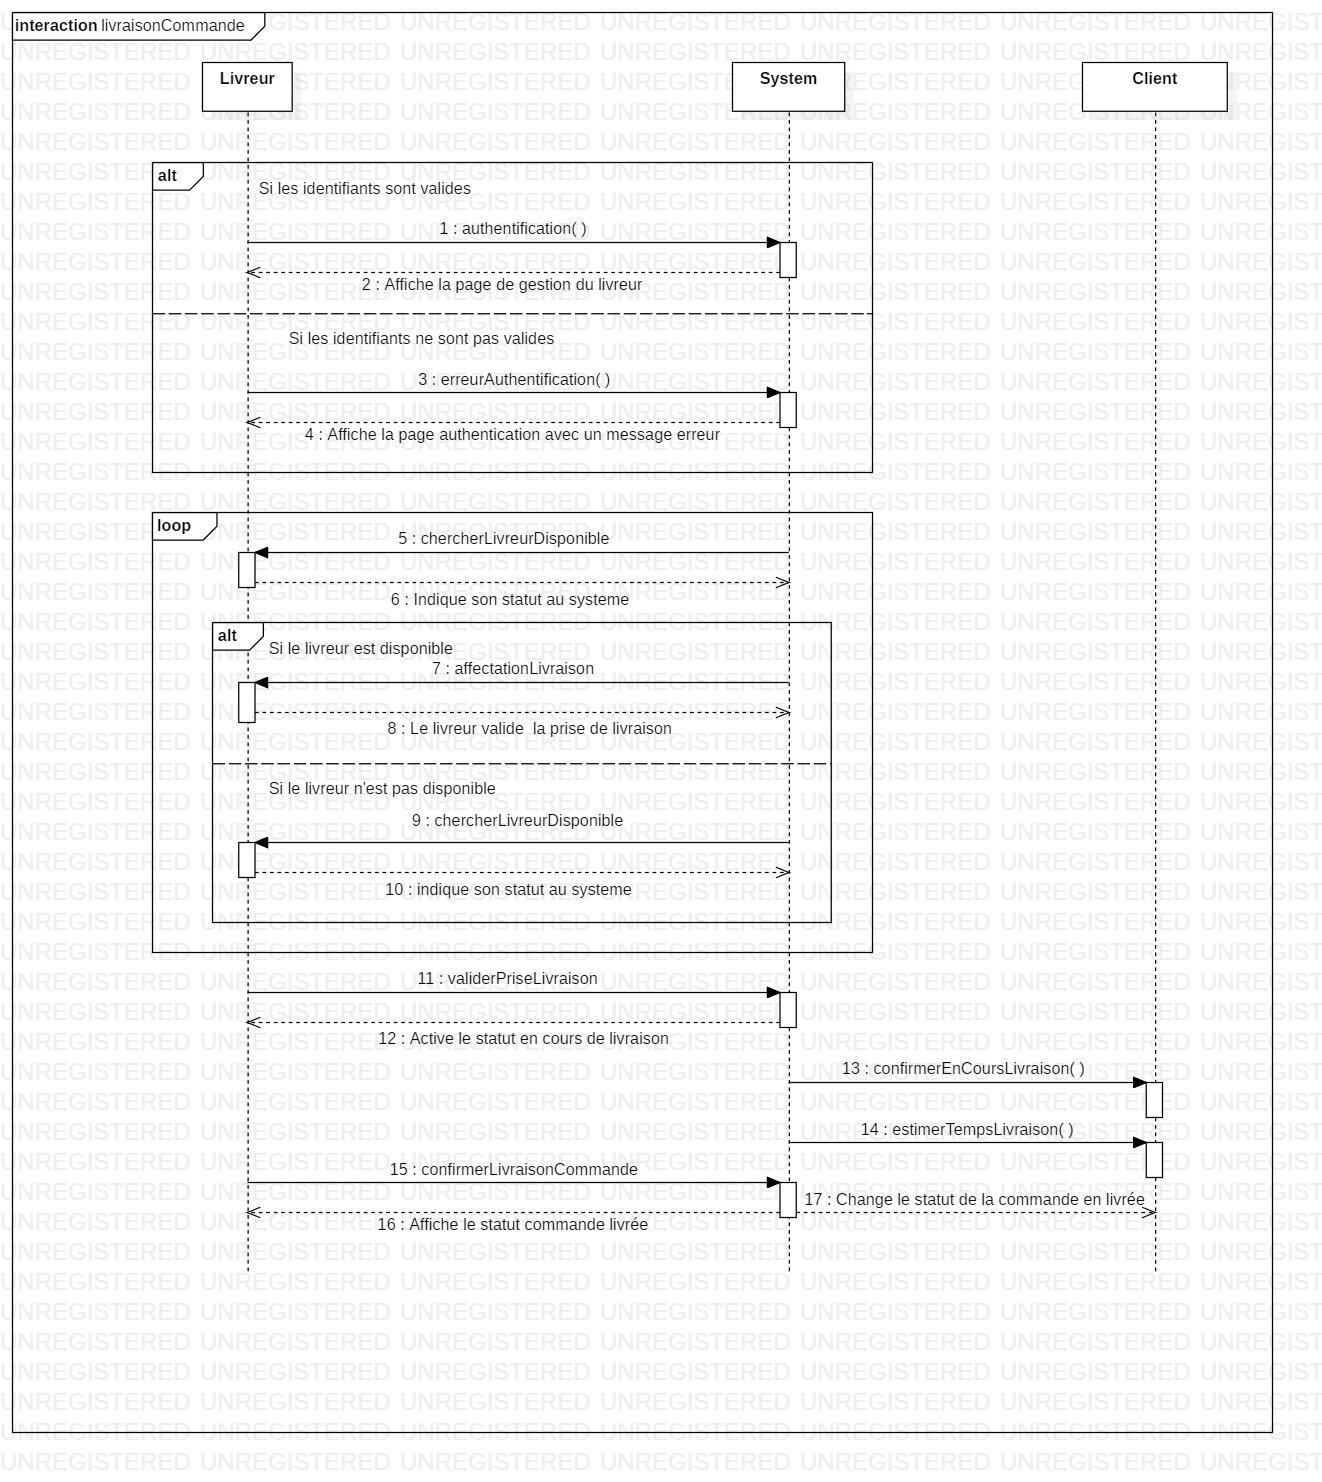 interaction livraisonCommande
Livreur
System
Client
alt
Si les identifiants sont valides
1 : authentification( )
2 : Affiche la page de gestion du livreur
Si les identifiants ne sont pas valides
3 : erreurAuthentification( )
4 : Affiche la page authentication avec un message erreur
loop
5 : chercherLivreurDisponible
6 : Indique son statut au systeme
alt
Si le livreur est disponible
7 : affectationLivraison
8 : Le livreur valide  la prise de livraison
Si le livreur n'est pas disponible
9 : chercherLivreurDisponible
10 : indique son statut au systeme
11 : validerPriseLivraison
12 : Active le statut en cours de livraison
13 : confirmerEnCoursLivraison( )
14 : estimerTempsLivraison( )
15 : confirmerLivraisonCommande
17 : Change le statut de la commande en livrée
16 : Affiche le statut commande livrée
UNREGISTERED